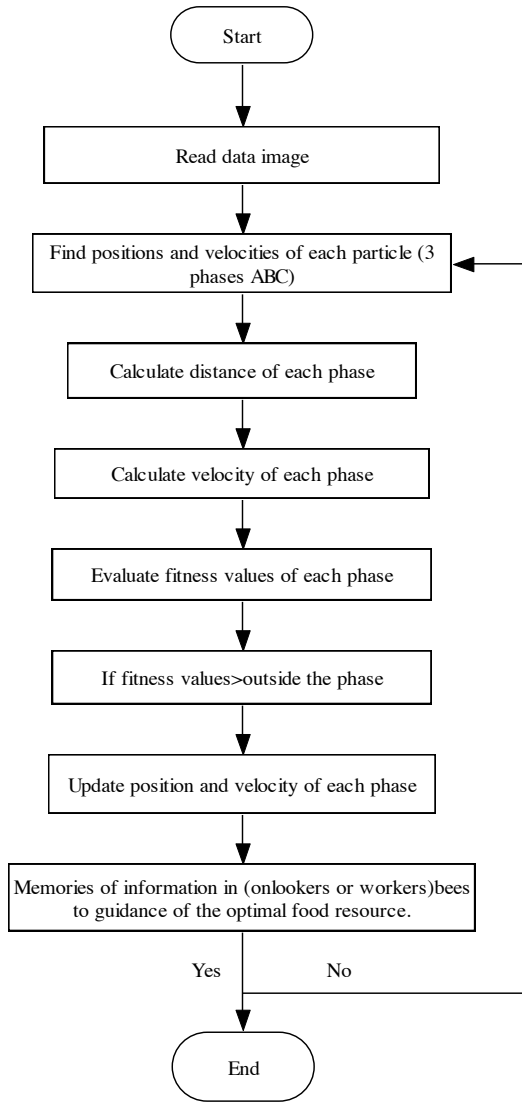 Start
Read data image
Find positions and velocities of each particle (3
phases ABC)
Calculate distance of each phase
Calculate velocity of each phase
Evaluate fitness values of each phase
If fitness values>outside the phase
Update position and velocity of each phase
Memories of information in (onlookers or workers)bees
to guidance of the optimal food resource.
Yes No
End